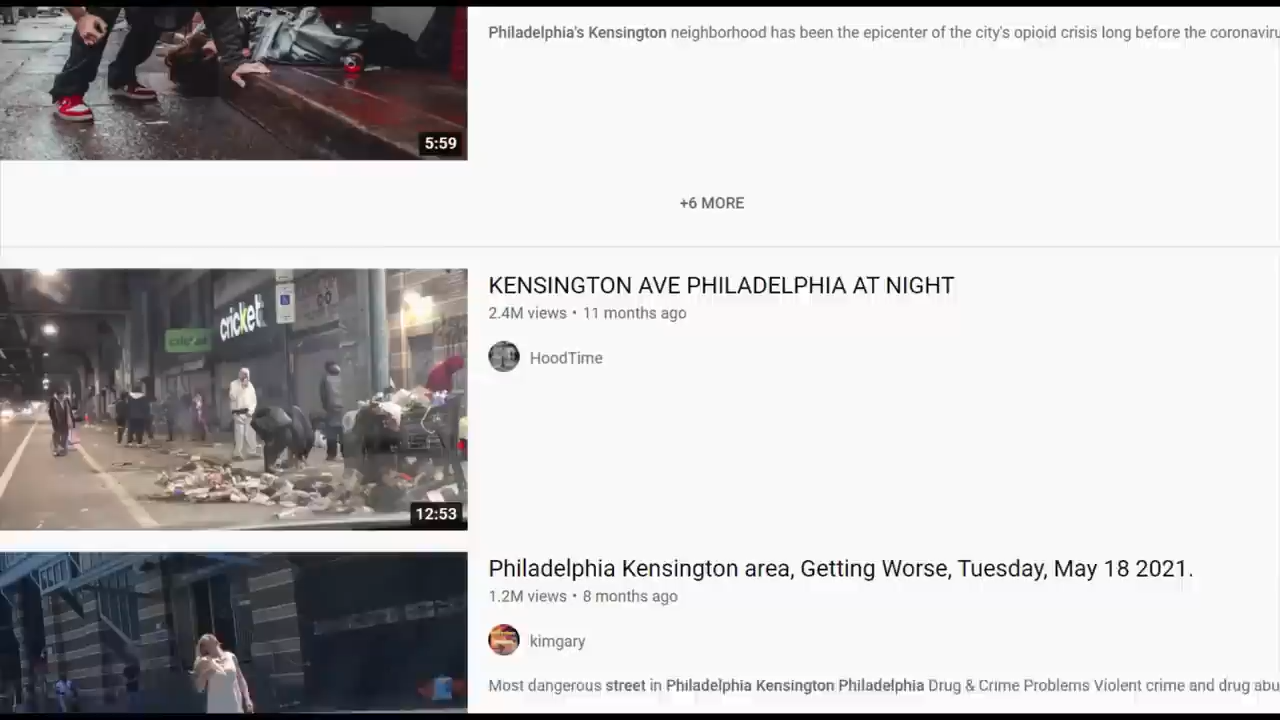 Philadelphia's Kensington neighborhood has been the epicenter of the city's opioid crisis long before the coronaviru
5:59
+6 MORE
KENSINGTON AVE PHILADELPHIA AT NIGHT
2.4M views • 11 months ago
cricket
HoodTime
12:53
Philadelphia Kensington area, Getting Worse, Tuesday, May 18 2021.
1.2M views • 8 months ago
kimgary
Most dangerous street in Philadelphia Kensington Philadelphia Drug & Crime Problems Violent crime and drug abu